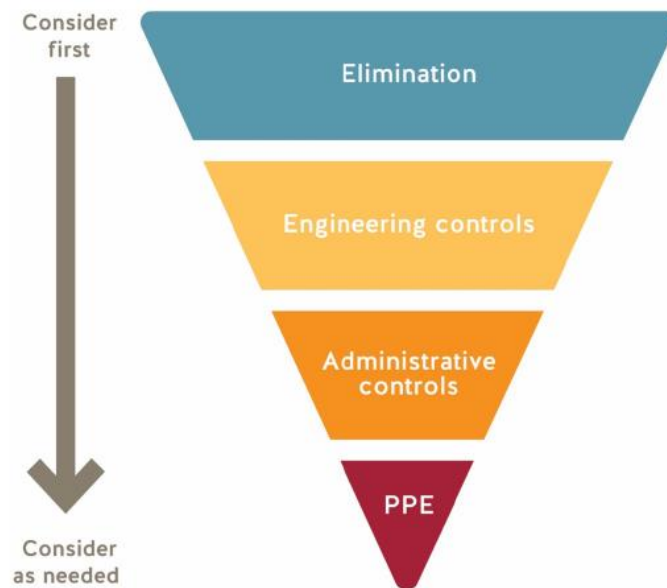 Consider
first
Elimination
Engineering controls
Administrative
controls
PPE
Consider
as needed